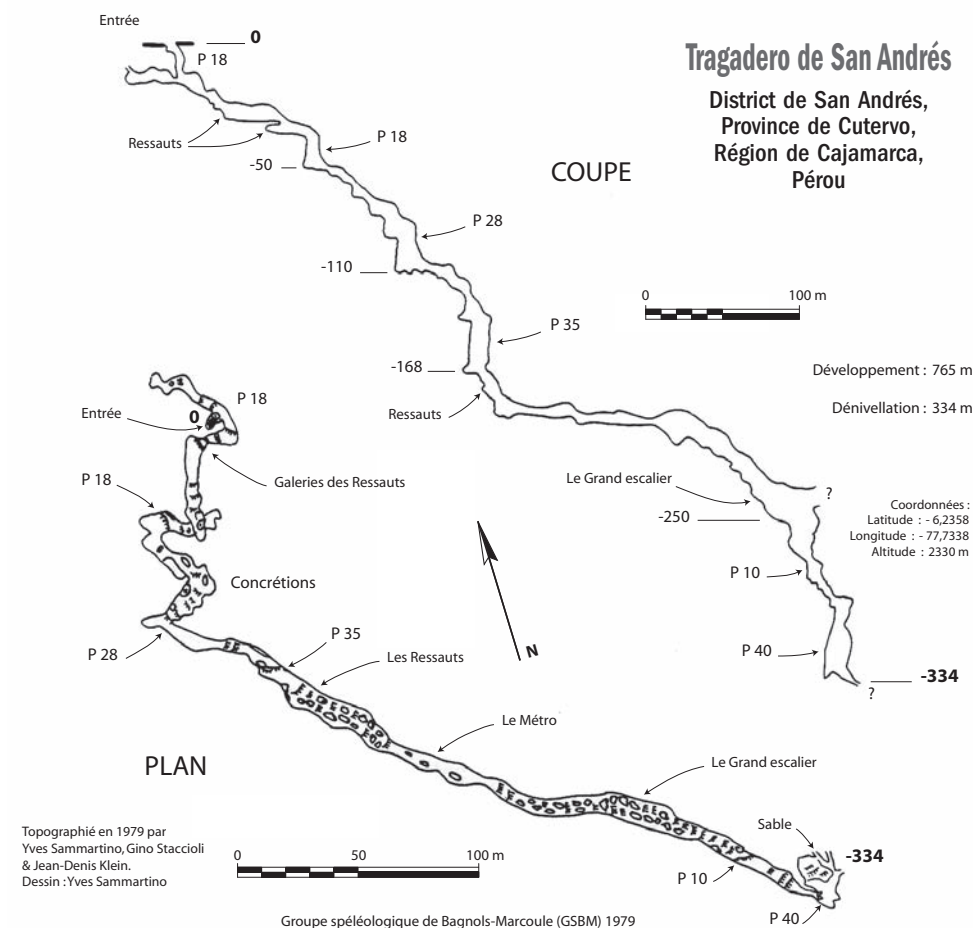 Entrée
0
P 18
Tragadero de San Andrés
District de San Andrés,
Province de Cutervo,
Région de Cajamarca,
Pérou
Ressauts
P 18
-50
COUPE
P 28
-110
0 100 m
P 35
-168
Développement : 765 m
Ressauts
Dénivellation : 334 m
P 18
Entrée
0
Galeries des Ressauts
P 18
Le Grand escalier
?
-250
Coordonnées :
Latitude : - 6,2358
Longitude : - 77,7338
Altitude : 2330 m
P 10
Concrétions
N
P 28
P 35
P 40
-334
?
Les Ressauts
Le Métro
PLAN
Le Grand escalier
Sable
-334
Topographié en 1979 par
Yves Sammartino, Gino Staccioli
& Jean-Denis Klein.
Dessin : Yves Sammartino
0 50 100 m
P 10
P 40
Groupe spéléologique de Bagnols-Marcoule (GSBM) 1979